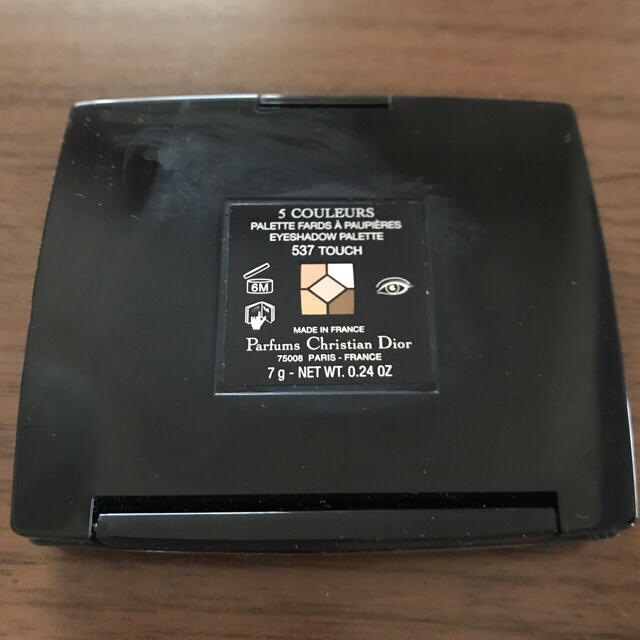 5 COULEURS
PALETTE FARDS À PAUPIÈRES
EYESHADOW PALETTE
537 TOUCH
6M
MADE IN FRANCE
Parfums Christian Dior
75008 PARIS - FRANCE
7 g - NET WT. 0.24 OZ